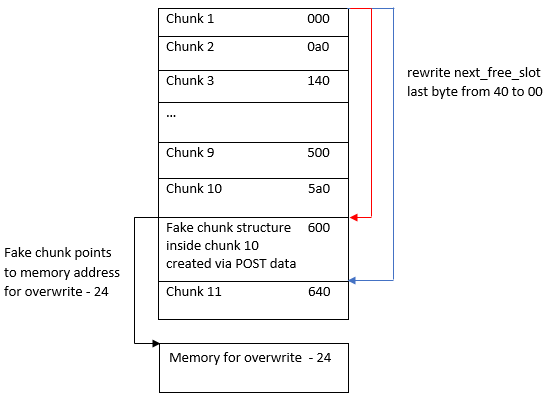 Chunk 1 000
Chunk 2 0a0
Chunk 3 140
...
Chunk 9 500
Chunk 10 5a0
Fake chunk structure 600
inside chunk 10
created via POST data
Chunk 11 640
Memory for overwrite - 24
rewrite next_free_slot
last byte from 40 to 00
Fake chunk points
to memory address
for overwrite - 24